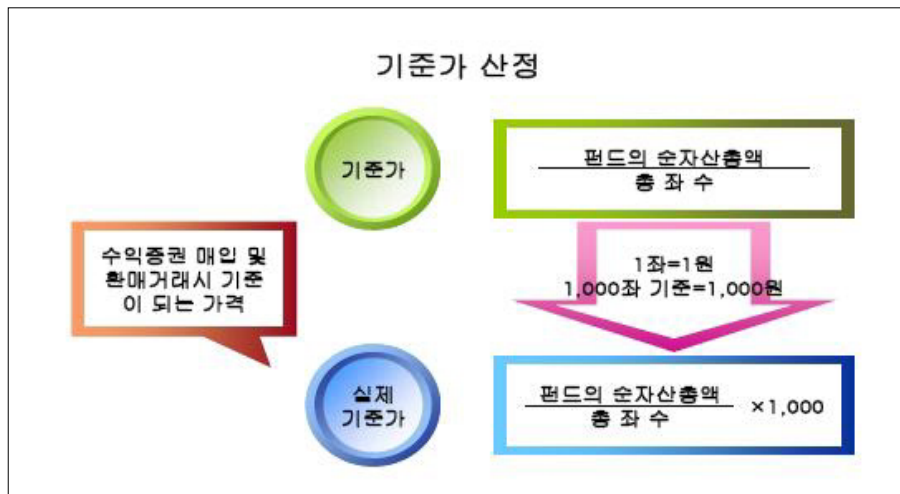 기준가 산정
기준가
펀드의 순자산총액
총 좌 수
수익증권 매입 및
환매거래시 기준
이 되는 가격
1좌=1원
1,000좌 기준=1,000원
실제
기준가
펀드의 순자산총액
총 좌 수
×1,000